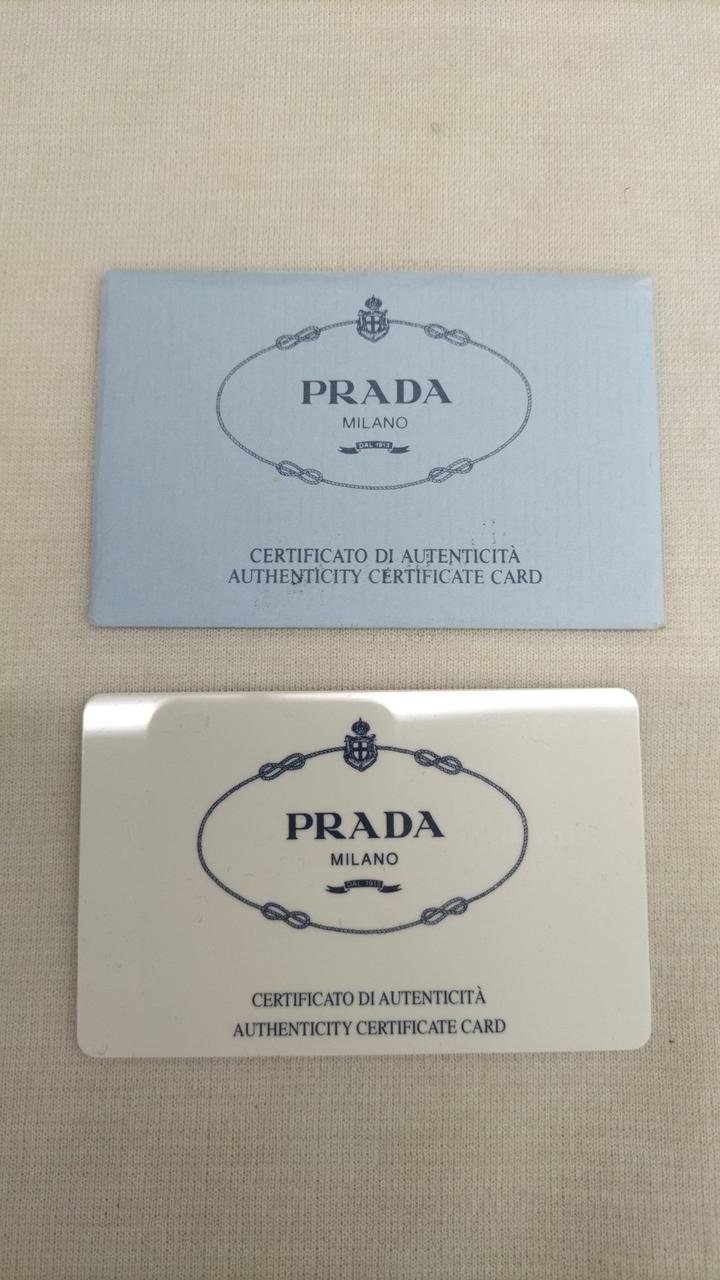 PRADA
MILANO
DAL 1913
CERTIFICATO DI AUTENTICITÀ
AUTHENTICITY CERTIFICATE CARD
PRADA
MILANO
DAL 1913
CERTIFICATO DI AUTENTICITÀ
AUTHENTICITY CERTIFICATE CARD